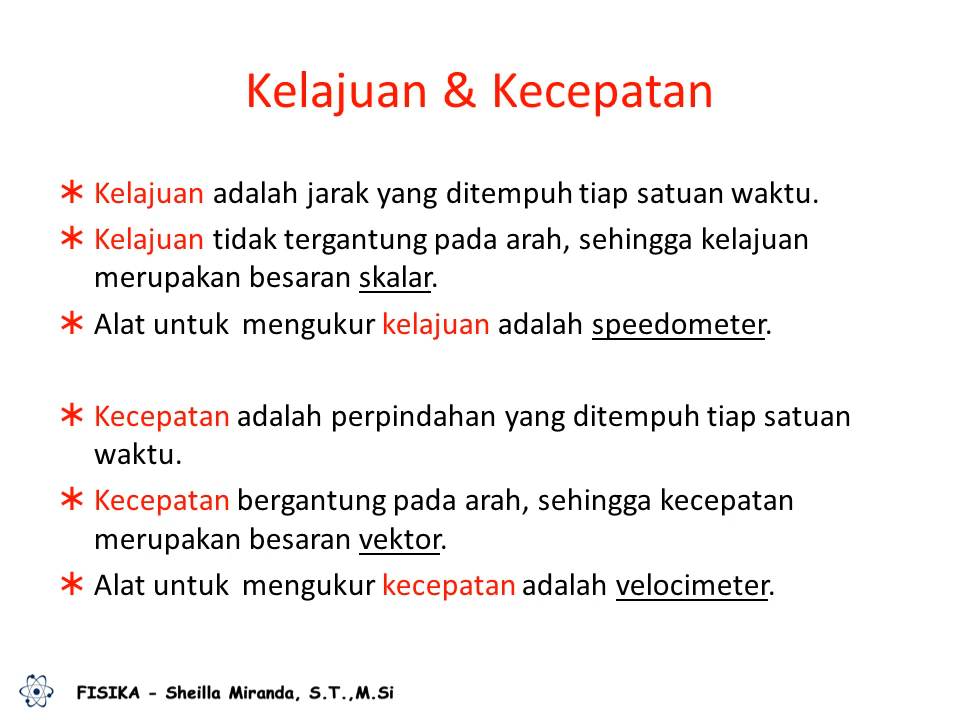 Kelajuan & Kecepatan
Kelajuan adalah jarak yang ditempuh tiap satuan waktu.
Kelajuan tidak tergantung pada arah, sehingga kelajuan
merupakan besaran skalar.
Alat untuk mengukur kelajuan adalah speedometer.
Kecepatan adalah perpindahan yang ditempuh tiap satuan
waktu.
Kecepatan bergantung pada arah, sehingga kecepatan
merupakan besaran vektor.
Alat untuk mengukur kecepatan adalah velocimeter.
FISIKA - Sheilla Miranda, S.T.,M.Si